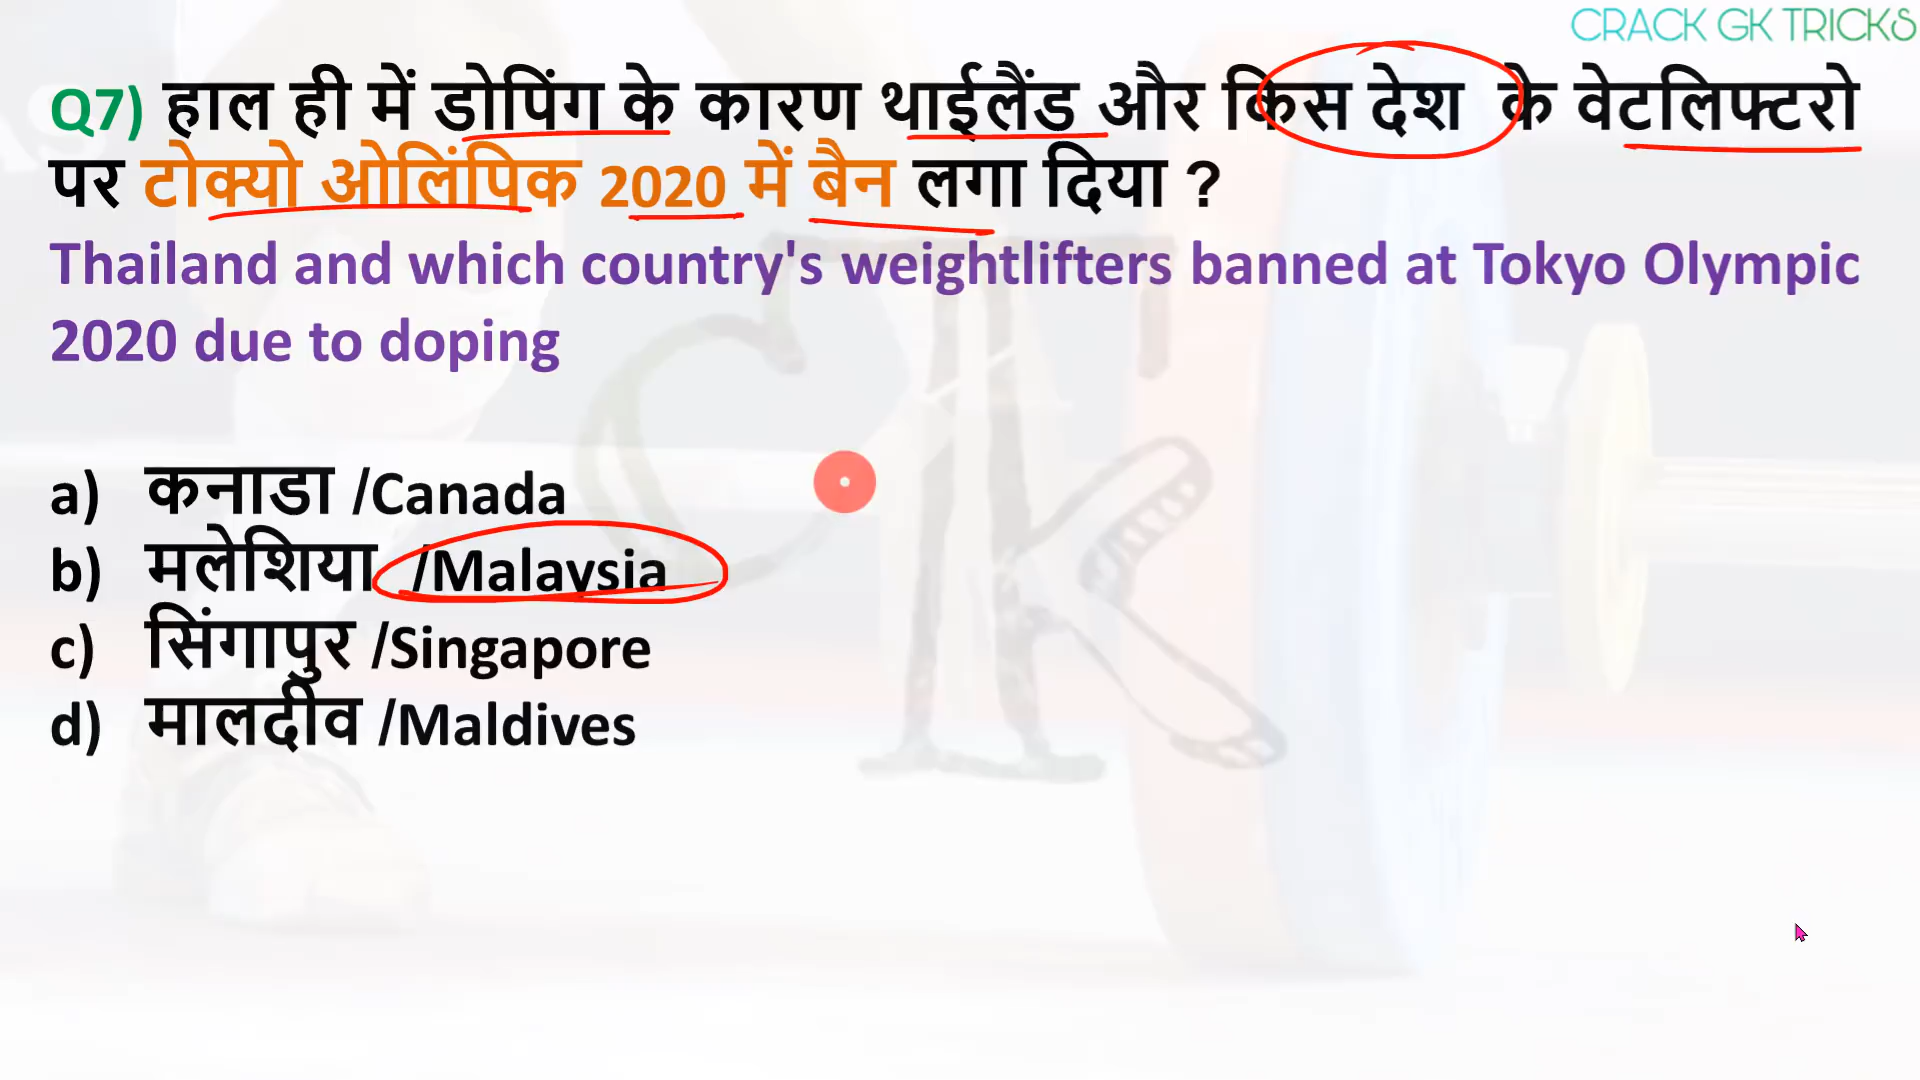 CRACK GK TRICKS
Q7) हाल ही में डोपिंग के कारण थाईलैंड और किस देश के वेटलिफ्टरो
पर टोक्यो ओलिंपिक 2020 में बैन लगा दिया ?
Thailand and which country's weightlifters banned at Tokyo Olympic
2020 due to doping
a) कनाडा /Canada
b) मलेशिया /Malaysia
c) सिंगापुर /Singapore
d) मालदीव /Maldives